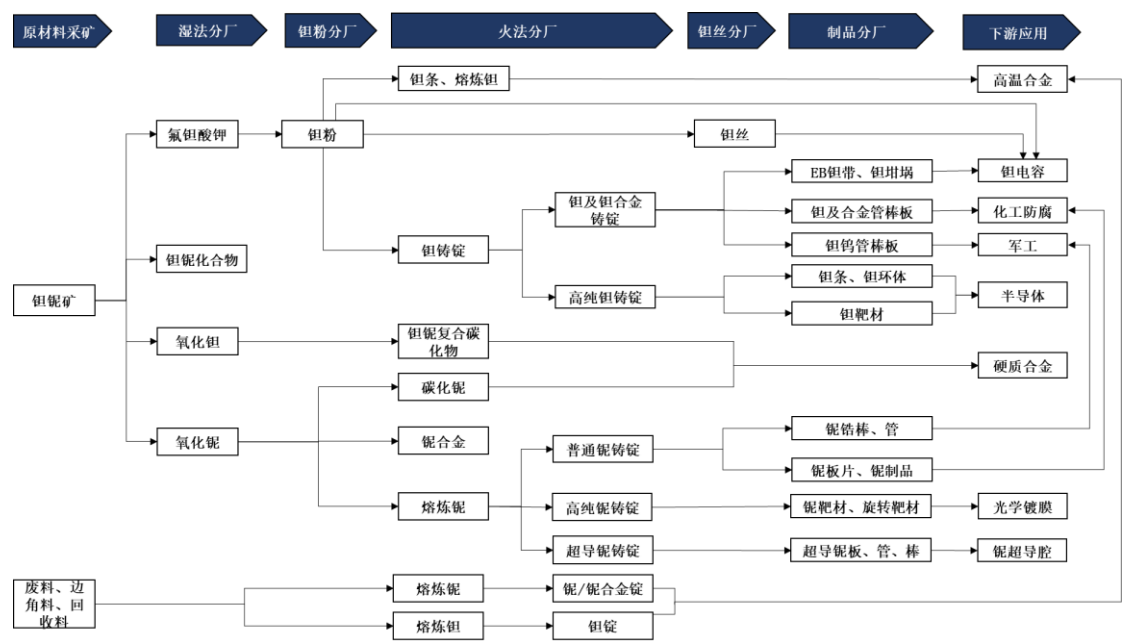 原材料采矿
湿法分厂
钽粉分厂
火法分厂
钽丝分厂
制品分厂
下游应用
钽条、熔炼钽
高温合金
氟钽酸钾
钽粉
钽丝
EB钽带、钽坩埚
钽电容
钽及钽合金
铸锭
钽及合金管棒板
化工防腐
钽铸锭
钽钨管棒板
军工
钽铌化合物
钽条、钽环体
高纯钽铸锭
半导体
钽铌矿
钽靶材
氧化钽
钽铌复合碳
化物
硬质合金
碳化铌
氧化铌
铌合金
普通铌铸锭
铌锆棒、管
铌板片、铌制品
熔炼铌
高纯铌铸锭
铌靶材、旋转靶材
光学镀膜
超导铌铸锭
超导铌板、管、棒
铌超导腔
废料、边
角料、回
收料
熔炼铌
铌/铌合金锭
熔炼钽
钽锭